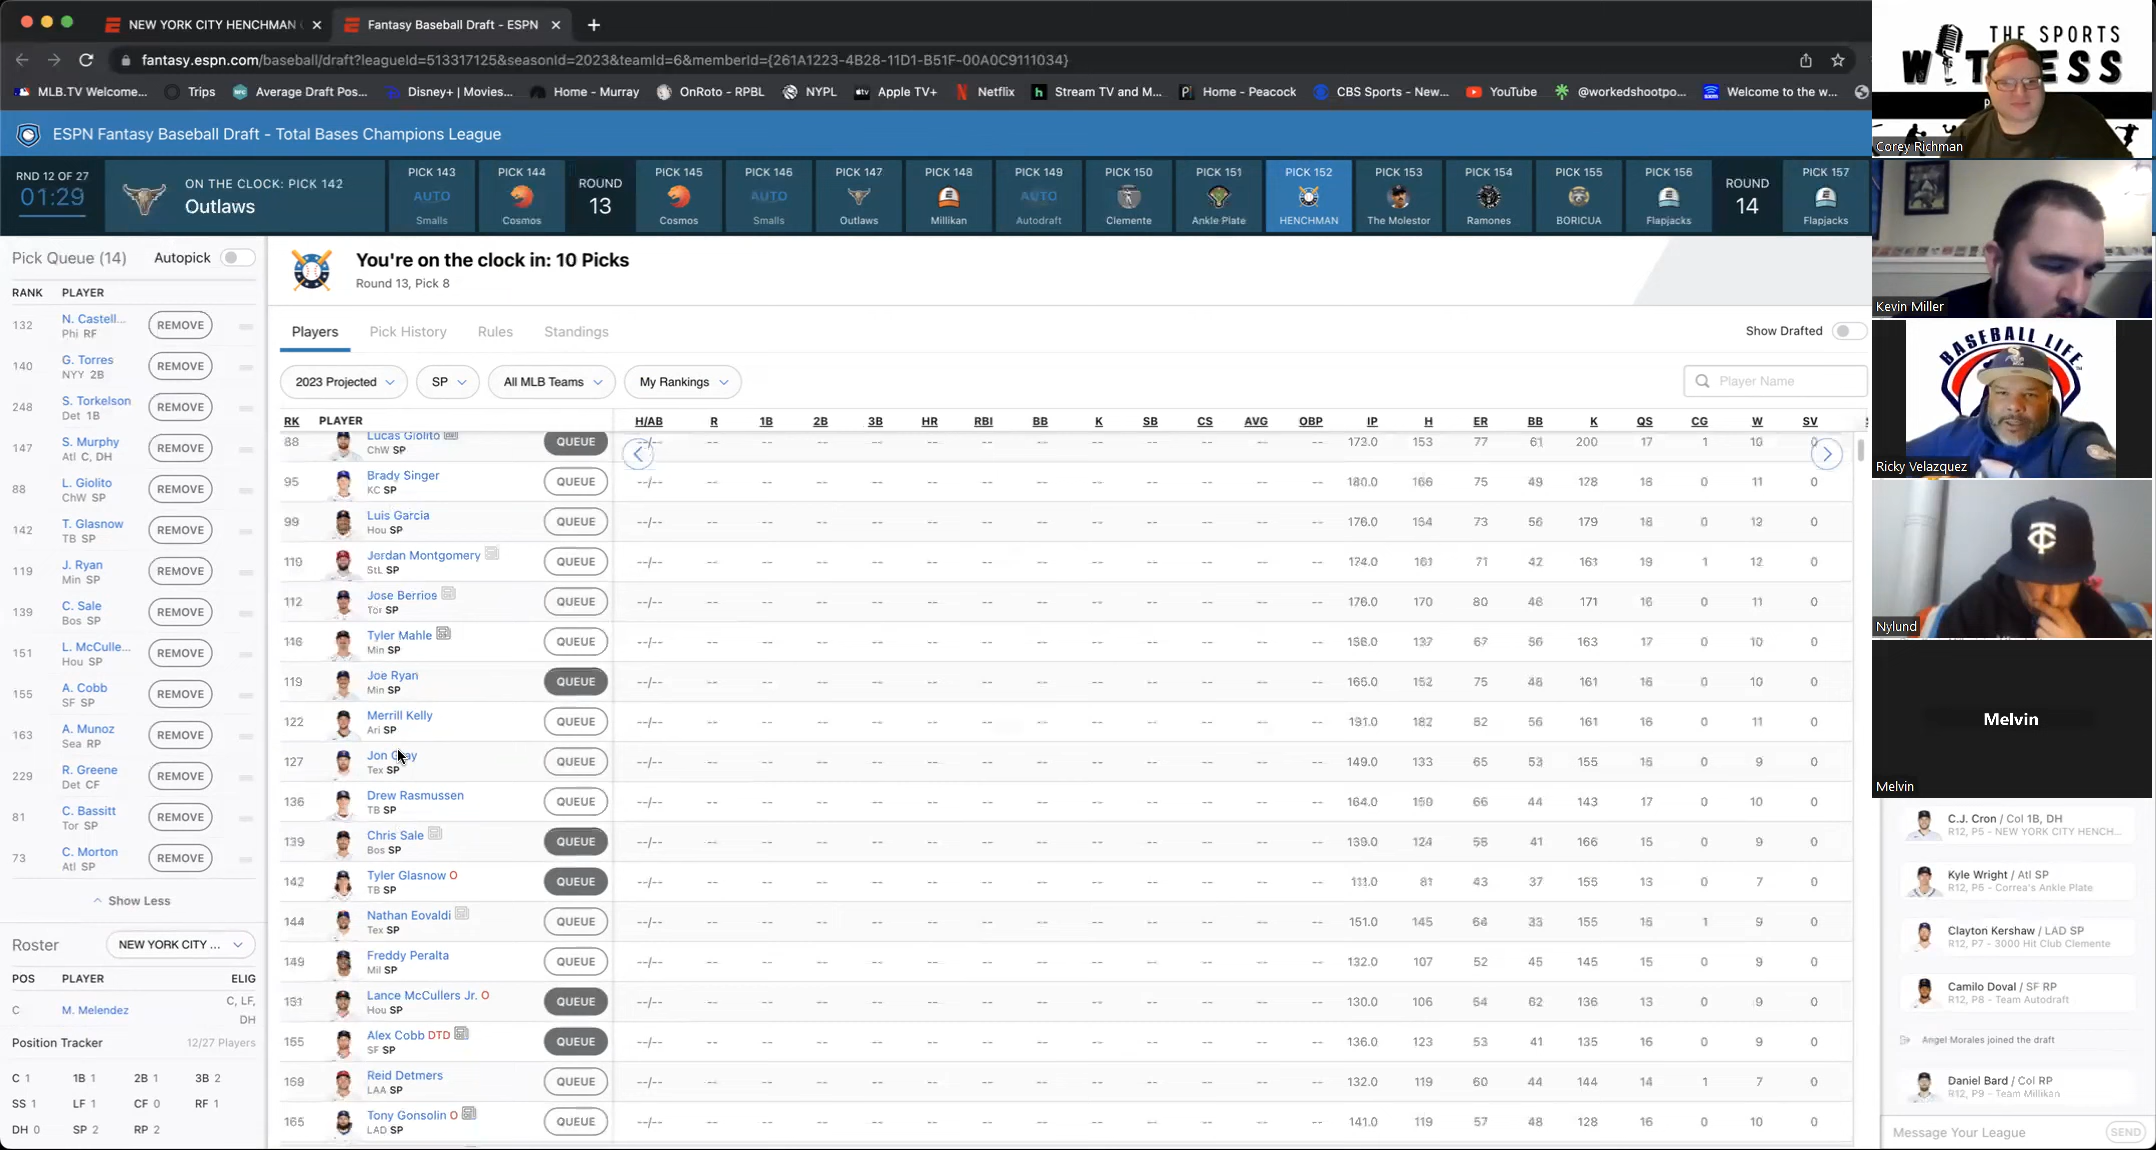 NEW YORK CITY HENCHMAN
Fantasy Baseball Draft - ESPN
fantasy.espn.com/baseball/draft?leagueId=513317125&seasonId=2023&teamId=6&memberId={261A1223-4B28-11D1-B51F-00A0C9111034}
MLB.TV Welcome... Trips Average Draft Pos... Disney+ | Movies... Home - Murray OnRoto - RPBL NYPL Apple TV+ Netflix Stream TV and M... Home - Peacock CBS Sports - New... YouTube @workedshootpo... Welcome to the w...
ESPN Fantasy Baseball Draft - Total Bases Champions League
RND 12 OF 27
01:29
ON THE CLOCK: PICK 142
Outlaws
PICK 143 AUTO Smalls
PICK 144 Cosmos
ROUND 13
PICK 145 Cosmos
PICK 146 AUTO Smalls
PICK 147 Outlaws
PICK 148 Millikan
PICK 149 AUTO Autodraft
PICK 150 Clemente
PICK 151 Ankle Plate
PICK 152 HENCHMAN
PICK 153 The Molestor
PICK 154 Ramones
PICK 155 BORICUA
PICK 156 Flapjacks
ROUND 14
PICK 157 Flapjacks
Pick Queue (14) Autopick
RANK PLAYER
132 N. Castell... Phi RF REMOVE
140 G. Torres NYY 2B REMOVE
248 S. Torkelson Det 1B REMOVE
147 S. Murphy Atl C, DH REMOVE
88 L. Giolito ChW SP REMOVE
142 T. Glasnow TB SP REMOVE
119 J. Ryan Min SP REMOVE
139 C. Sale Bos SP REMOVE
151 L. McCulle... Hou SP REMOVE
155 A. Cobb SF SP REMOVE
163 A. Munoz Sea RP REMOVE
229 R. Greene Det CF REMOVE
81 C. Bassitt Tor SP REMOVE
73 C. Morton Atl SP REMOVE
Show Less
Roster NEW YORK CITY ...
POS PLAYER ELIG
C M. Melendez C, LF, DH
Position Tracker 12/27 Players
C 1 1B 1 2B 1 3B 2
SS 1 LF 1 CF 0 RF 1
DH 0 SP 2 RP 2
You're on the clock in: 10 Picks
Round 13, Pick 8
Players Pick History Rules Standings
Show Drafted
2023 Projected SP All MLB Teams My Rankings
Player Name
RK PLAYER H/AB R 1B 2B 3B HR RBI BB K SB CS AVG OBP IP H ER BB K QS CG W SV
88 Lucas Giolito ChW SP QUEUE --/-- -- -- -- -- -- -- -- -- -- -- -- -- 173.0 153 77 61 200 17 1 10 0
95 Brady Singer KC SP QUEUE --/-- -- -- -- -- -- -- -- -- -- -- -- -- 180.0 166 75 49 178 18 0 11 0
99 Luis Garcia Hou SP QUEUE --/-- -- -- -- -- -- -- -- -- -- -- -- -- 176.0 154 73 56 179 18 0 12 0
110 Jordan Montgomery StL SP QUEUE --/-- -- -- -- -- -- -- -- -- -- -- -- -- 174.0 161 71 42 161 19 1 12 0
112 Jose Berrios Tor SP QUEUE --/-- -- -- -- -- -- -- -- -- -- -- -- -- 176.0 170 80 46 171 16 0 11 0
116 Tyler Mahle Min SP QUEUE --/-- -- -- -- -- -- -- -- -- -- -- -- -- 158.0 137 67 56 163 17 0 10 0
119 Joe Ryan Min SP QUEUE --/-- -- -- -- -- -- -- -- -- -- -- -- -- 165.0 152 75 48 161 16 0 10 0
122 Merrill Kelly Ari SP QUEUE --/-- -- -- -- -- -- -- -- -- -- -- -- -- 191.0 182 82 56 161 16 0 11 0
127 Jon Gray Tex SP QUEUE --/-- -- -- -- -- -- -- -- -- -- -- -- -- 149.0 133 65 53 155 15 0 9 0
136 Drew Rasmussen TB SP QUEUE --/-- -- -- -- -- -- -- -- -- -- -- -- -- 164.0 150 66 44 143 17 0 10 0
139 Chris Sale Bos SP QUEUE --/-- -- -- -- -- -- -- -- -- -- -- -- -- 139.0 124 55 41 166 15 0 9 0
142 Tyler Glasnow O TB SP QUEUE --/-- -- -- -- -- -- -- -- -- -- -- -- -- 111.0 81 43 37 155 13 0 7 0
144 Nathan Eovaldi Tex SP QUEUE --/-- -- -- -- -- -- -- -- -- -- -- -- -- 151.0 145 64 33 155 16 1 9 0
149 Freddy Peralta Mil SP QUEUE --/-- -- -- -- -- -- -- -- -- -- -- -- -- 132.0 107 52 45 145 15 0 9 0
151 Lance McCullers Jr. O Hou SP QUEUE --/-- -- -- -- -- -- -- -- -- -- -- -- -- 130.0 106 54 62 136 13 0 9 0
155 Alex Cobb DTD SF SP QUEUE --/-- -- -- -- -- -- -- -- -- -- -- -- -- 136.0 123 53 41 135 16 0 9 0
159 Reid Detmers LAA SP QUEUE --/-- -- -- -- -- -- -- -- -- -- -- -- -- 132.0 119 60 44 144 14 1 7 0
165 Tony Gonsolin O LAD SP QUEUE --/-- -- -- -- -- -- -- -- -- -- -- -- -- 141.0 119 57 48 128 16 0 10 0
THE SPORTS
WITNESS
Corey Richman
Kevin Miller
BASEBALL LIFE
Ricky Velazquez
TC
Nylund
Melvin
Melvin
C.J. Cron / Col 1B, DH
R12, P5 - NEW YORK CITY HENCH...
Kyle Wright / Atl SP
R12, P6 - Correa's Ankle Plate
Clayton Kershaw / LAD SP
R12, P7 - 3000 Hit Club Clemente
Camilo Doval / SF RP
R12, P8 - Team Autodraft
Angel Morales joined the draft
Daniel Bard / Col RP
R12, P9 - Team Millikan
Message Your League SEND